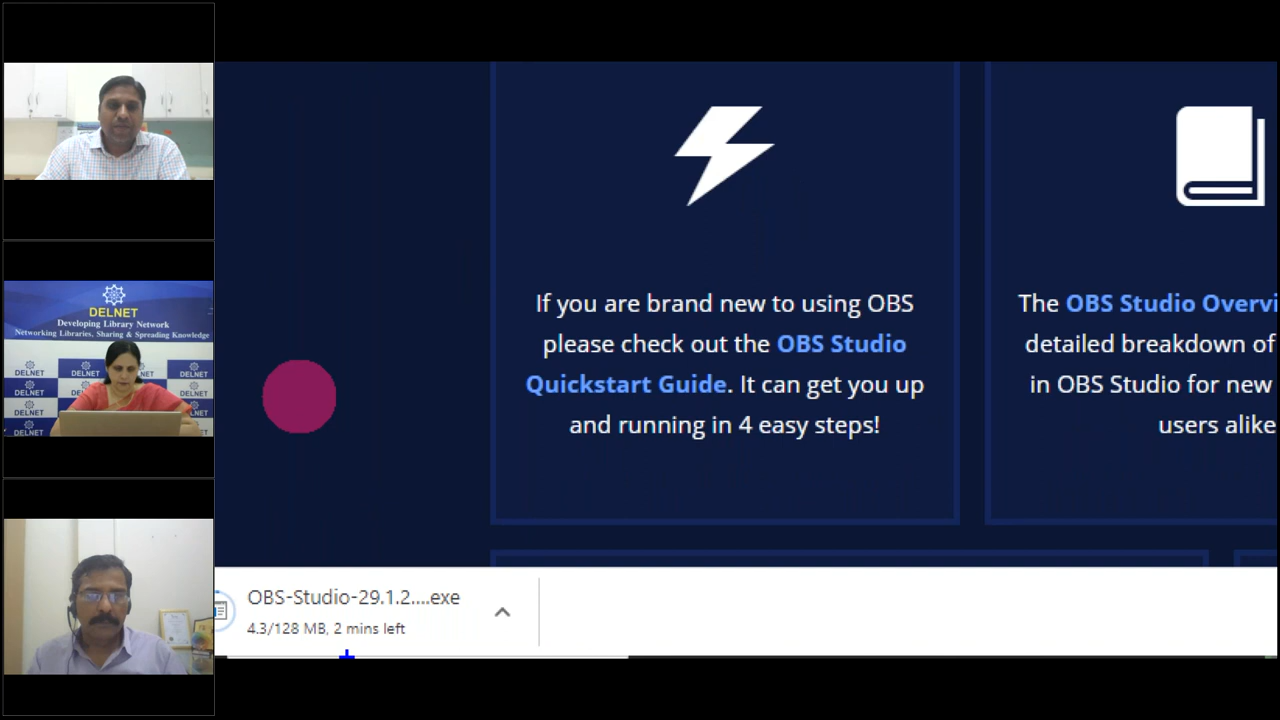 DELNET
Developing Library Network
Networking Libraries, Sharing & Spreading Knowledge
DELNET
DELNET
DELNET
DELNET
DELNET
DELNET
DELNET
If you are brand new to using OBS
please check out the OBS Studio
Quickstart Guide. It can get you up
and running in 4 easy steps!
The OBS Studio Overvi
detailed breakdown of
in OBS Studio for new
users alike
OBS-Studio-29.1.2....exe
4.3/128 MB, 2 mins left